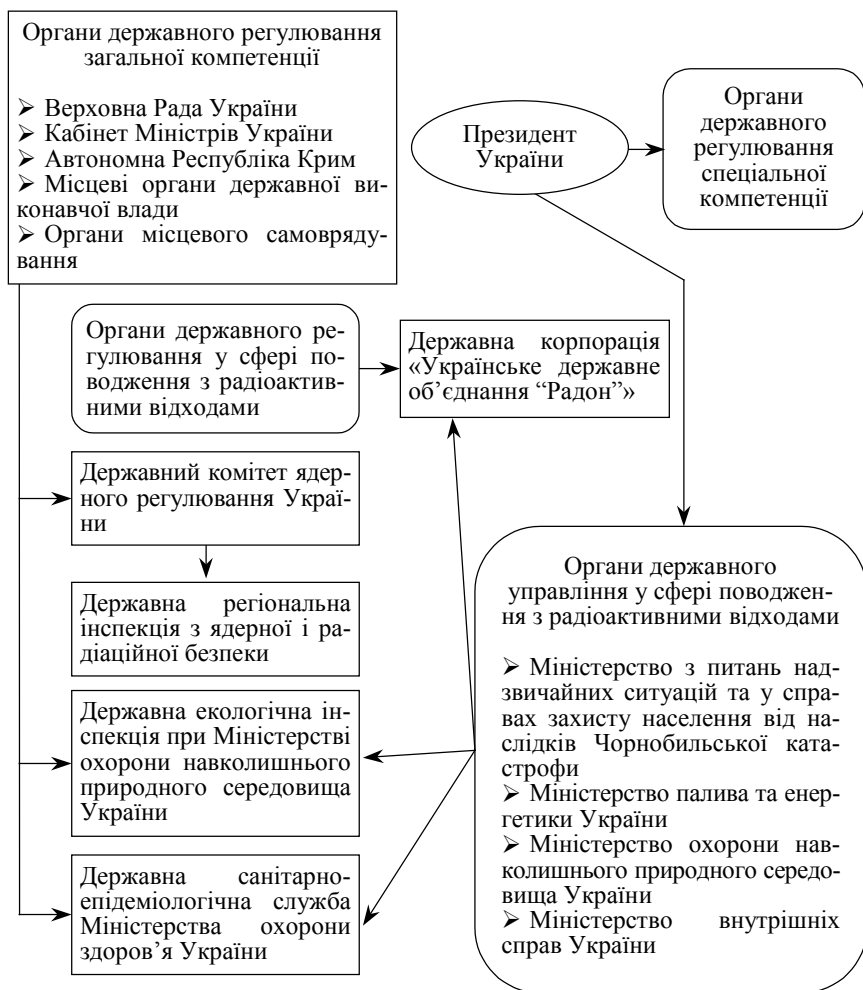 Органи державного регулювання
загальної компетенції
➢ Верховна Рада України
➢ Кабінет Міністрів України
➢ Автономна Республіка Крим
➢ Місцеві органи державної ви-
конавчої влади
➢ Органи місцевого самовряду-
вання
Президент
України
Органи
державного
регулювання
спеціальної
компетенції
Органи державного ре-
гулювання у сфері по-
водження з радіоактив-
ними відходами
Державна корпорація
«Українське державне
об’єднання “Радон”»
Державний комітет ядер-
ного регулювання Украї-
ни
Державна регіональна
інспекція з ядерної і ра-
діаційної безпеки
Державна екологічна ін-
спекція при Міністерстві
охорони навколишнього
природного середовища
України
Державна санітарно-
епідеміологічна служба
Міністерства охорони
здоров’я України
Органи державного
управління у сфері поводжен-
ня з радіоактивними відходами
➢ Міністерство з питань над-
звичайних ситуацій та у спра-
вах захисту населення від на-
слідків Чорнобильської ката-
строфи
➢ Міністерство палива та енер-
гетики України
➢ Міністерство охорони нав-
колишнього природного середо-
вища України
➢ Міністерство внутрішніх
справ України